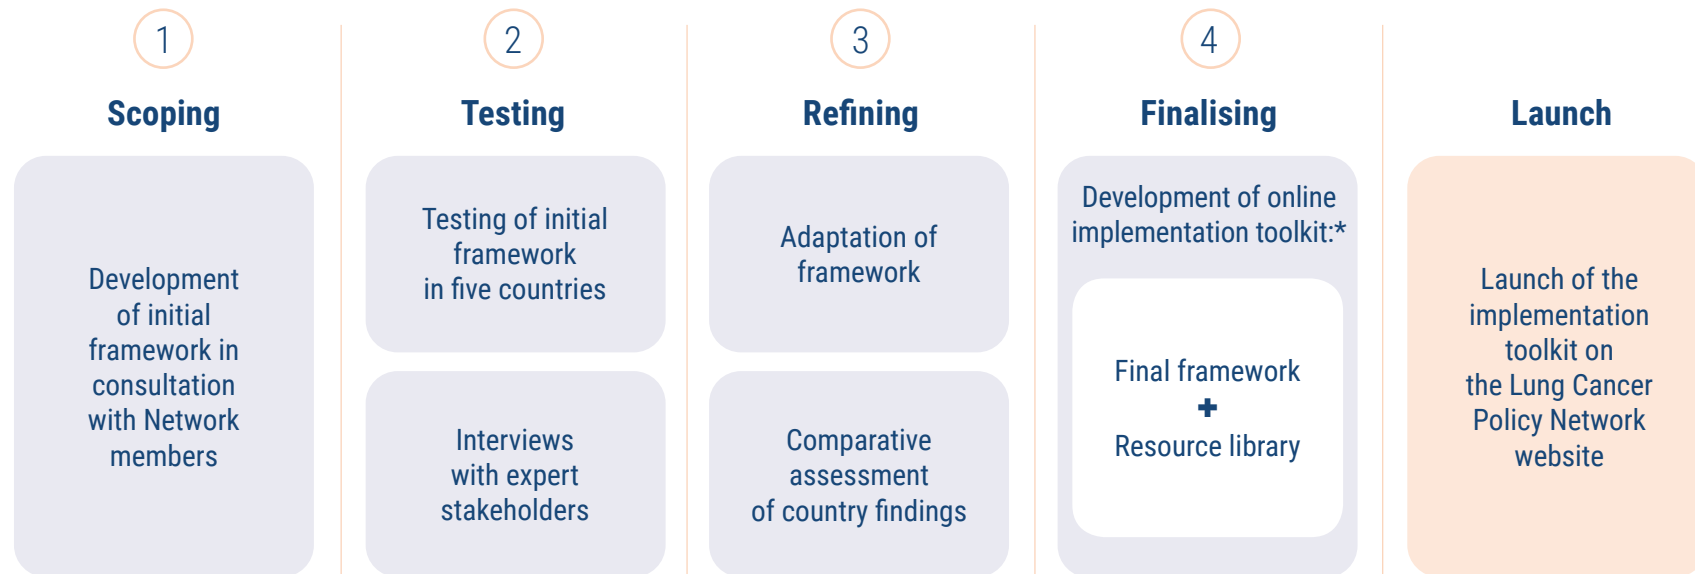 1
Scoping
Development
of initial
framework in
consultation
with Network
members
2
Testing
Testing of initial
framework
in five countries
Interviews
with expert
stakeholders
3
Refining
Adaptation of
framework
Comparative
assessment
of country findings
4
Finalising
Development of online
implementation toolkit:*
Final framework
+
Resource library
Launch
Launch of the
implementation
toolkit on
the Lung Cancer
Policy Network
website